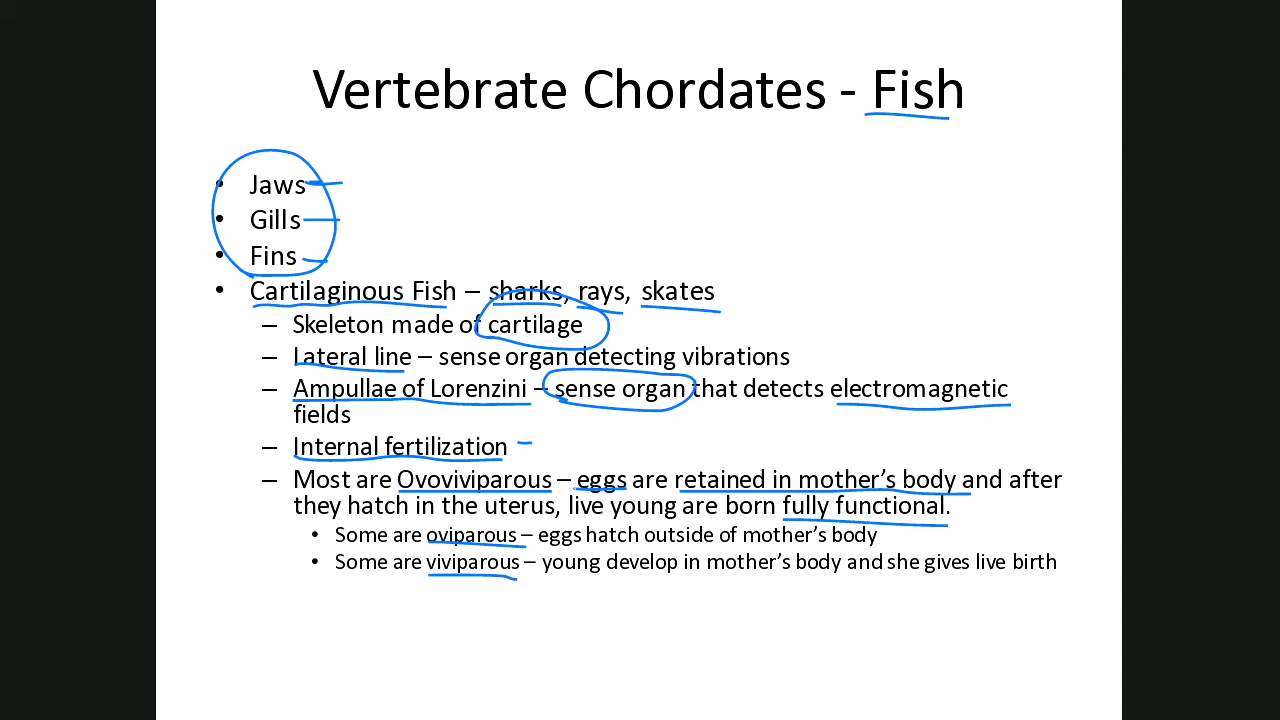 Vertebrate Chordates - Fish
• Jaws
• Gills
• Fins
• Cartilaginous Fish – sharks, rays, skates
– Skeleton made of cartilage
– Lateral line – sense organ detecting vibrations
– Ampullae of Lorenzini – sense organ that detects electromagnetic
fields
– Internal fertilization
– Most are Ovoviviparous – eggs are retained in mother’s body and after
they hatch in the uterus, live young are born fully functional.
• Some are oviparous – eggs hatch outside of mother’s body
• Some are viviparous – young develop in mother’s body and she gives live birth